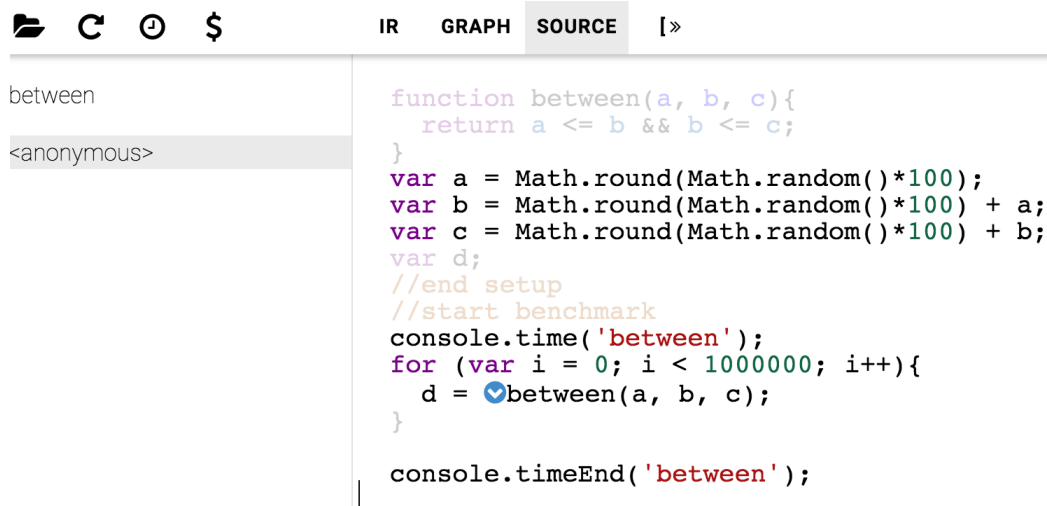 IR GRAPH SOURCE [»
between
<anonymous>
function between(a, b, c){
  return a <= b && b <= c;
}
var a = Math.round(Math.random()*100);
var b = Math.round(Math.random()*100) + a;
var c = Math.round(Math.random()*100) + b;
var d;
//end setup
//start benchmark
console.time('between');
for (var i = 0; i < 1000000; i++){
  d = between(a, b, c);
}
console.timeEnd('between');